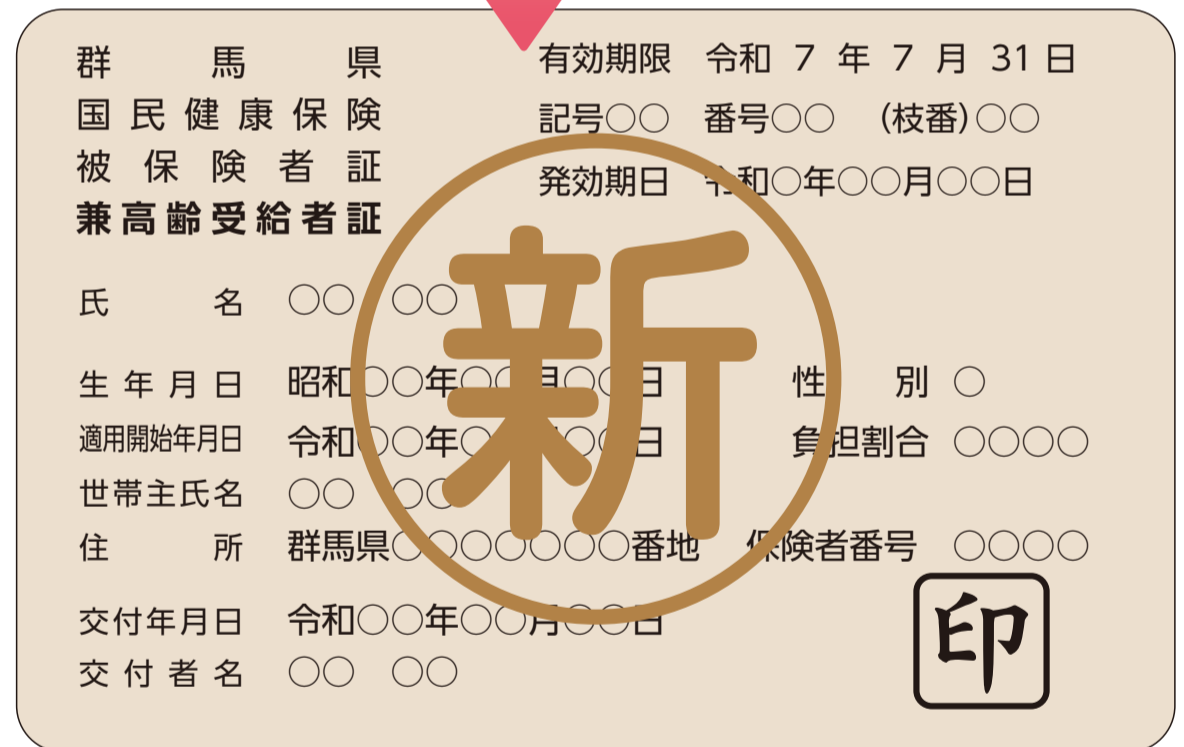 群馬県
国民健康保険
被保険者証
兼高齢受給者証
有効期限 令和 7 年 7 月 31 日
記号○○ 番号○○ (枝番)○○
発効期日 令和○年○○月○○日
新
氏名 ○○ ○○
生年月日 昭和○○年○○月○○日 性別 ○
適用開始年月日 令和○○年○○月○○日 負担割合 ○○○○
世帯主氏名 ○○ ○○
住所 群馬県○○○○○○○番地 保険者番号 ○○○○
交付年月日 令和○○年○○月○○日
交付者名 ○○ ○○
印